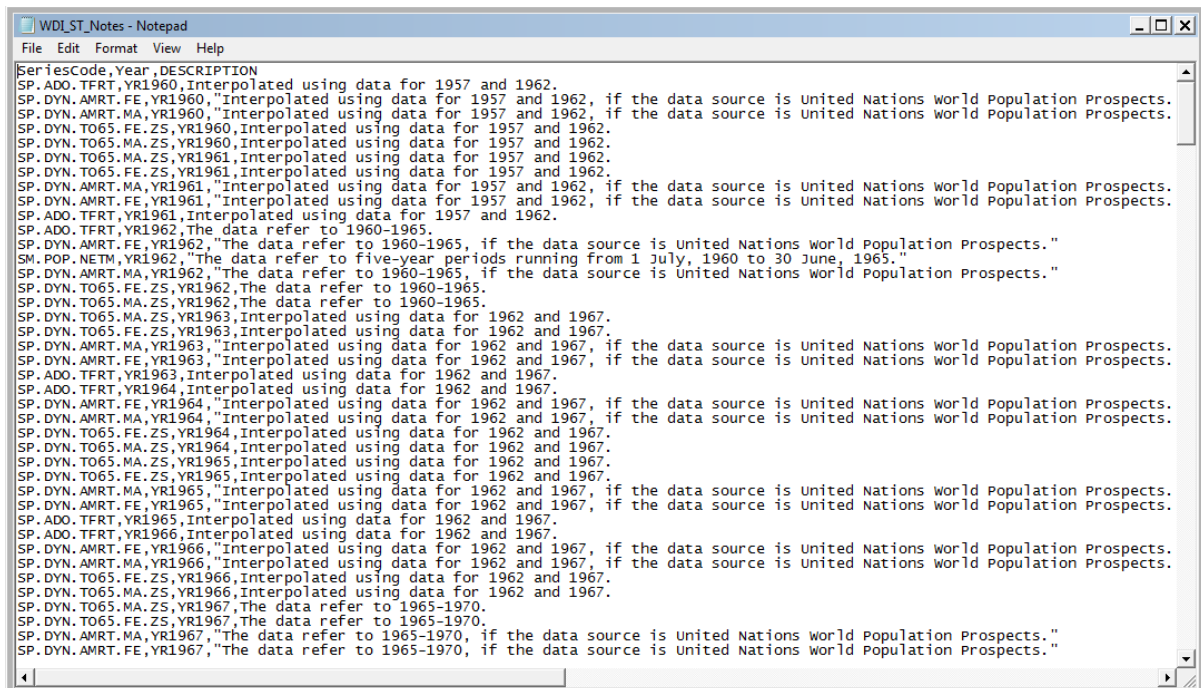 WDI_ST_Notes - Notepad
File Edit Format View Help
SeriesCode,Year,DESCRIPTION
SP.ADO.TFRT,YR1960,Interpolated using data for 1957 and 1962.
SP.DYN.AMRT.FE,YR1960,"Interpolated using data for 1957 and 1962, if the data source is United Nations World Population Prospects.
SP.DYN.AMRT.MA,YR1960,"Interpolated using data for 1957 and 1962, if the data source is United Nations World Population Prospects.
SP.DYN.TO65.FE.ZS,YR1960,Interpolated using data for 1957 and 1962.
SP.DYN.TO65.MA.ZS,YR1960,Interpolated using data for 1957 and 1962.
SP.DYN.TO65.MA.ZS,YR1961,Interpolated using data for 1957 and 1962.
SP.DYN.TO65.FE.ZS,YR1961,Interpolated using data for 1957 and 1962.
SP.DYN.AMRT.MA,YR1961,"Interpolated using data for 1957 and 1962, if the data source is United Nations World Population Prospects.
SP.DYN.AMRT.FE,YR1961,"Interpolated using data for 1957 and 1962, if the data source is United Nations World Population Prospects.
SP.ADO.TFRT,YR1961,Interpolated using data for 1957 and 1962.
SP.ADO.TFRT,YR1962,The data refer to 1960-1965.
SP.DYN.AMRT.FE,YR1962,"The data refer to 1960-1965, if the data source is United Nations World Population Prospects."
SM.POP.NETM,YR1962,"The data refer to five-year periods running from 1 July, 1960 to 30 June, 1965."
SP.DYN.AMRT.MA,YR1962,"The data refer to 1960-1965, if the data source is United Nations World Population Prospects."
SP.DYN.TO65.FE.ZS,YR1962,The data refer to 1960-1965.
SP.DYN.TO65.MA.ZS,YR1962,The data refer to 1960-1965.
SP.DYN.TO65.MA.ZS,YR1963,Interpolated using data for 1962 and 1967.
SP.DYN.TO65.FE.ZS,YR1963,Interpolated using data for 1962 and 1967.
SP.DYN.AMRT.MA,YR1963,"Interpolated using data for 1962 and 1967, if the data source is United Nations World Population Prospects.
SP.DYN.AMRT.FE,YR1963,"Interpolated using data for 1962 and 1967, if the data source is United Nations World Population Prospects.
SP.ADO.TFRT,YR1963,Interpolated using data for 1962 and 1967.
SP.ADO.TFRT,YR1964,Interpolated using data for 1962 and 1967.
SP.DYN.AMRT.FE,YR1964,"Interpolated using data for 1962 and 1967, if the data source is United Nations World Population Prospects.
SP.DYN.AMRT.MA,YR1964,"Interpolated using data for 1962 and 1967, if the data source is United Nations World Population Prospects.
SP.DYN.TO65.FE.ZS,YR1964,Interpolated using data for 1962 and 1967.
SP.DYN.TO65.MA.ZS,YR1964,Interpolated using data for 1962 and 1967.
SP.DYN.TO65.MA.ZS,YR1965,Interpolated using data for 1962 and 1967.
SP.DYN.TO65.FE.ZS,YR1965,Interpolated using data for 1962 and 1967.
SP.DYN.AMRT.MA,YR1965,"Interpolated using data for 1962 and 1967, if the data source is United Nations World Population Prospects.
SP.DYN.AMRT.FE,YR1965,"Interpolated using data for 1962 and 1967, if the data source is United Nations World Population Prospects.
SP.ADO.TFRT,YR1965,Interpolated using data for 1962 and 1967.
SP.ADO.TFRT,YR1966,Interpolated using data for 1962 and 1967.
SP.DYN.AMRT.FE,YR1966,"Interpolated using data for 1962 and 1967, if the data source is United Nations World Population Prospects.
SP.DYN.AMRT.MA,YR1966,"Interpolated using data for 1962 and 1967, if the data source is United Nations World Population Prospects.
SP.DYN.TO65.FE.ZS,YR1966,Interpolated using data for 1962 and 1967.
SP.DYN.TO65.MA.ZS,YR1966,Interpolated using data for 1962 and 1967.
SP.DYN.TO65.MA.ZS,YR1967,The data refer to 1965-1970.
SP.DYN.TO65.FE.ZS,YR1967,The data refer to 1965-1970.
SP.DYN.AMRT.MA,YR1967,"The data refer to 1965-1970, if the data source is United Nations World Population Prospects."
SP.DYN.AMRT.FE,YR1967,"The data refer to 1965-1970, if the data source is United Nations World Population Prospects."